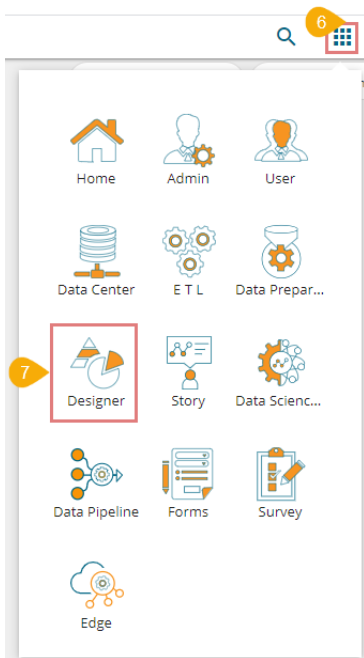 6
Home Admin User
Data Center E T L Data Prepar...
7
Designer Story Data Scienc...
Data Pipeline Forms Survey
Edge